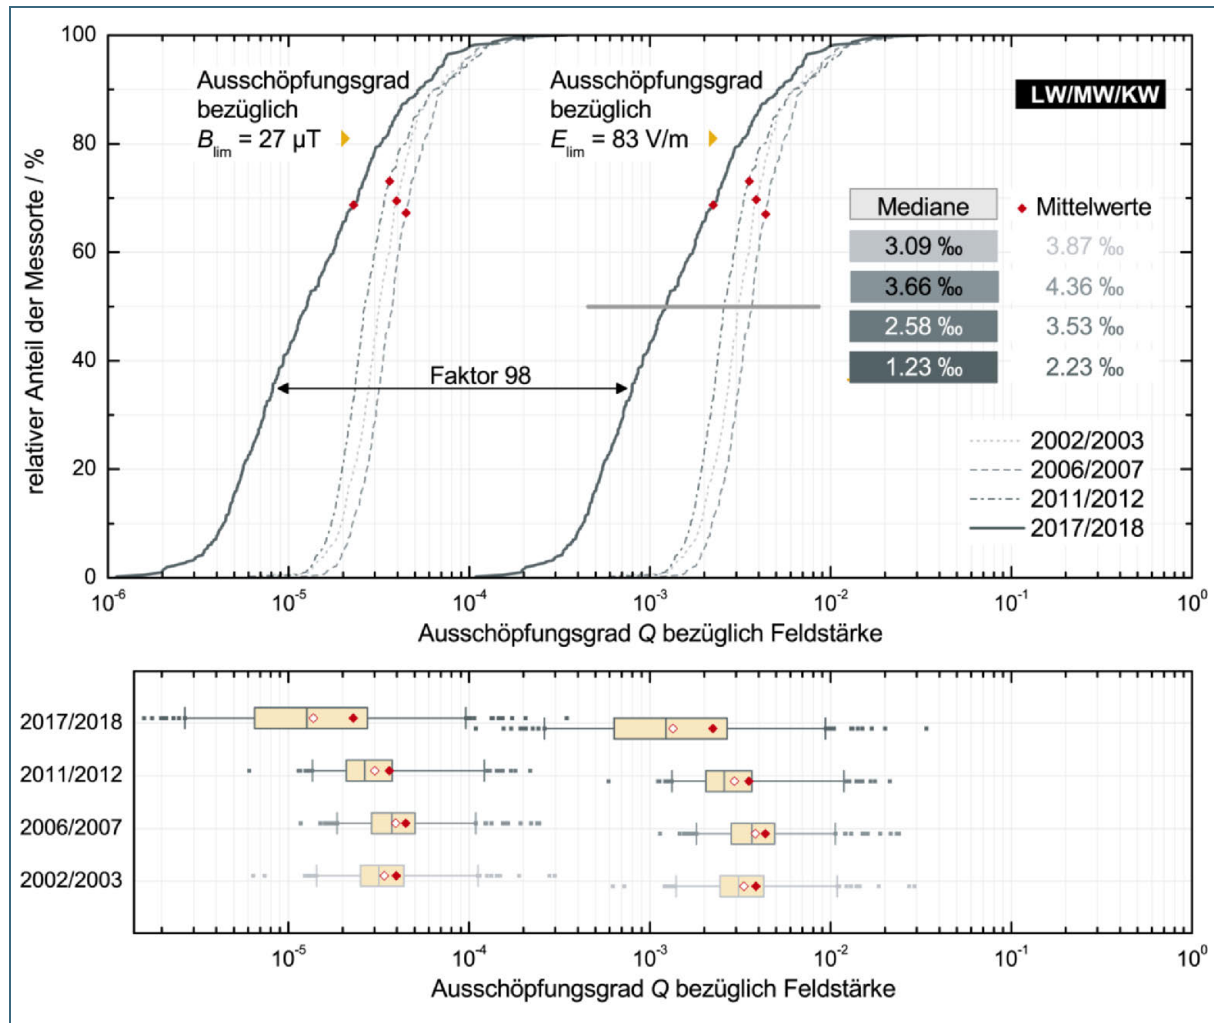 100
80
60
40
20
0
relativer Anteil der Messorte / %
Ausschöpfungsgrad
bezüglich
B_lim = 27 µT
Ausschöpfungsgrad
bezüglich
E_lim = 83 V/m
LW/MW/KW
Mediane Mittelwerte
3.09 ‰ 3.87 ‰
3.66 ‰ 4.36 ‰
2.58 ‰ 3.53 ‰
1.23 ‰ 2.23 ‰
Faktor 98
2002/2003
2006/2007
2011/2012
2017/2018
10⁻⁶ 10⁻⁵ 10⁻⁴ 10⁻³ 10⁻² 10⁻¹ 10⁰
Ausschöpfungsgrad Q bezüglich Feldstärke
2017/2018
2011/2012
2006/2007
2002/2003
10⁻⁵ 10⁻⁴ 10⁻³ 10⁻² 10⁻¹ 10⁰
Ausschöpfungsgrad Q bezüglich Feldstärke